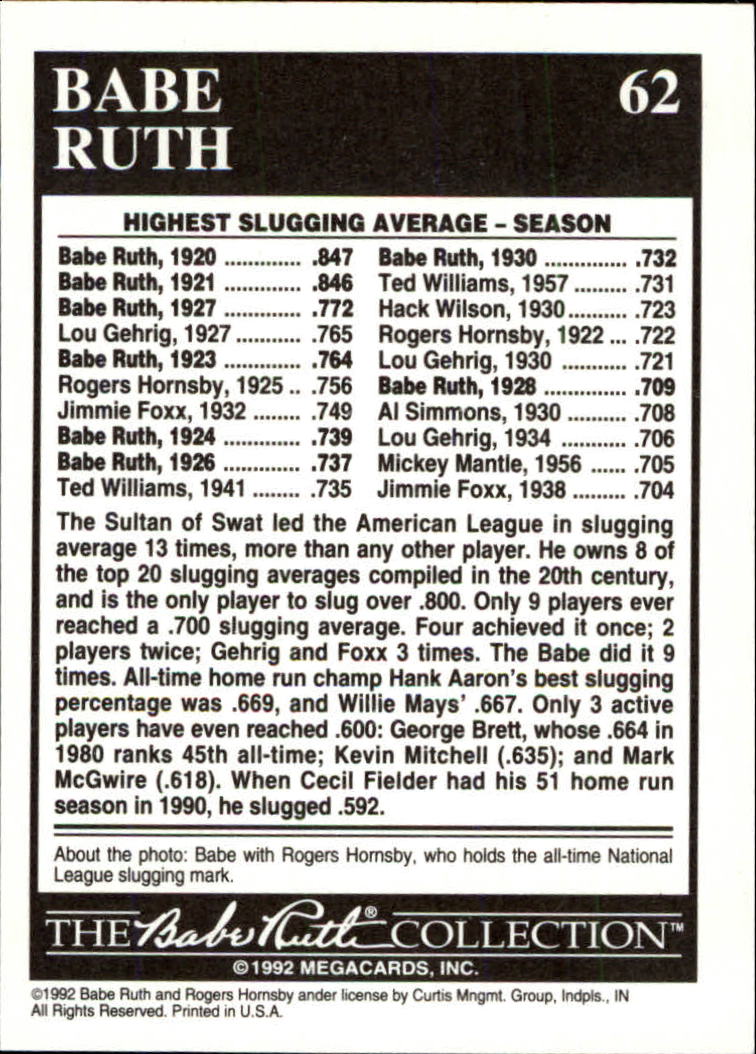 BABE
RUTH
62
HIGHEST SLUGGING AVERAGE – SEASON
Babe Ruth, 1920 ............. .847
Babe Ruth, 1921 ............. .846
Babe Ruth, 1927 ............. .772
Lou Gehrig, 1927 ........... .765
Babe Ruth, 1923 ............. .764
Rogers Hornsby, 1925 .. .756
Jimmie Foxx, 1932 ........ .749
Babe Ruth, 1924 ............. .739
Babe Ruth, 1926 ............. .737
Ted Williams, 1941 ........ .735
Babe Ruth, 1930 .............. .732
Ted Williams, 1957 ......... .731
Hack Wilson, 1930.......... .723
Rogers Hornsby, 1922 ... .722
Lou Gehrig, 1930 ........... .721
Babe Ruth, 1928 .............. .709
Al Simmons, 1930 .......... .708
Lou Gehrig, 1934 ........... .706
Mickey Mantle, 1956 ...... .705
Jimmie Foxx, 1938 ......... .704
The Sultan of Swat led the American League in slugging
average 13 times, more than any other player. He owns 8 of
the top 20 slugging averages compiled in the 20th century,
and is the only player to slug over .800. Only 9 players ever
reached a .700 slugging average. Four achieved it once; 2
players twice; Gehrig and Foxx 3 times. The Babe did it 9
times. All-time home run champ Hank Aaron's best slugging
percentage was .669, and Willie Mays' .667. Only 3 active
players have even reached .600: George Brett, whose .664 in
1980 ranks 45th all-time; Kevin Mitchell (.635); and Mark
McGwire (.618). When Cecil Fielder had his 51 home run
season in 1990, he slugged .592.
About the photo: Babe with Rogers Hornsby, who holds the all-time National
League slugging mark.
THE Babe Ruth® COLLECTION™
©1992 MEGACARDS, INC.
©1992 Babe Ruth and Rogers Hornsby ander license by Curtis Mngmt. Group, Indpls., IN
All Rights Reserved. Printed in U.S.A.